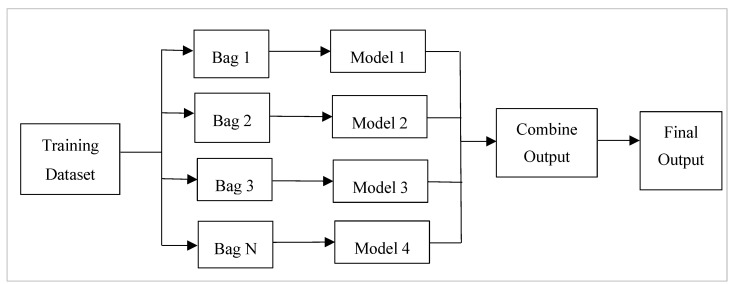 Training
Dataset
Bag 1
Model 1
Bag 2
Model 2
Bag 3
Model 3
Bag N
Model 4
Combine
Output
Final
Output